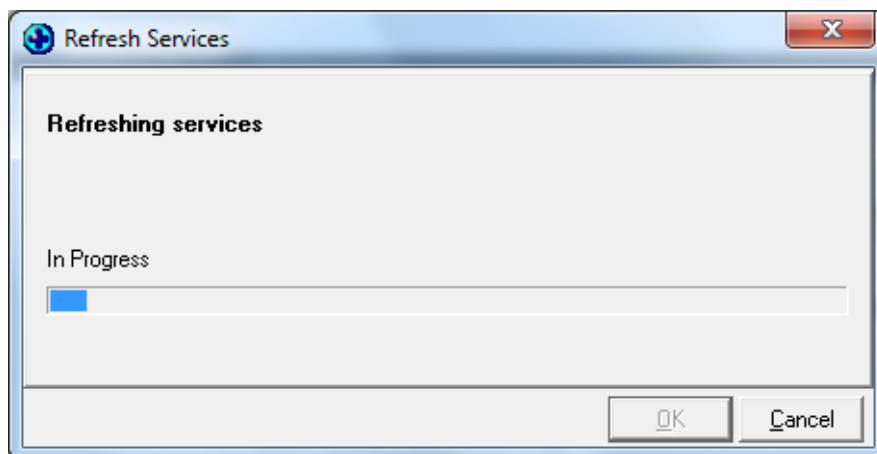 Refresh Services
Refreshing services
In Progress
OK
Cancel